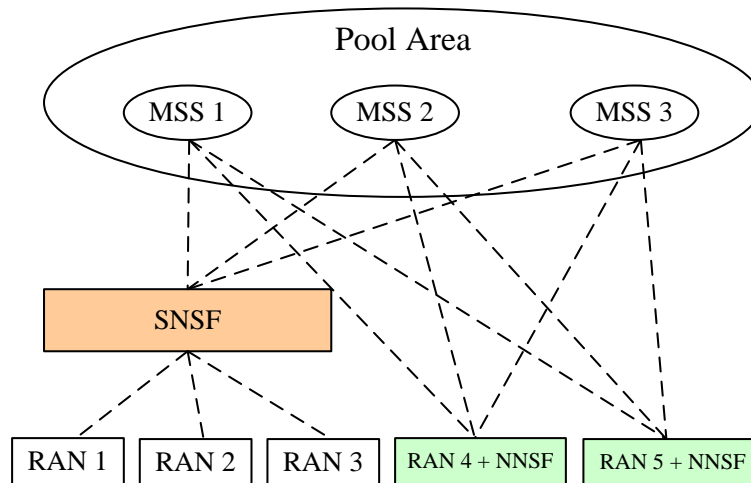 Pool Area
MSS 1
MSS 2
MSS 3
SNSF
RAN 1
RAN 2
RAN 3
RAN 4 + NNSF
RAN 5 + NNSF